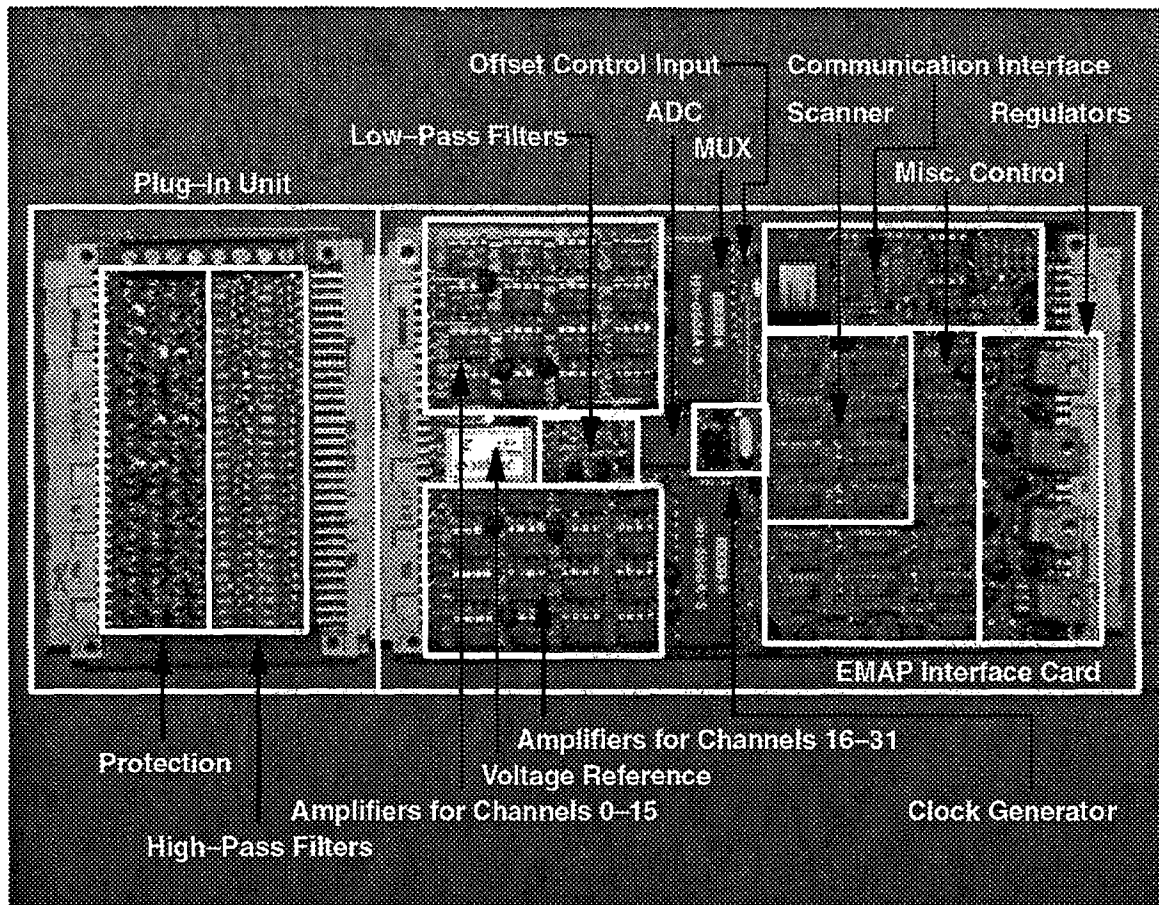 Offset Control Input
Communication Interface
ADC
Scanner
Regulators
Low–Pass Filters
MUX
Misc. Control
Plug–In Unit
EMAP Interface Card
Amplifiers for Channels 16–31
Protection
Voltage Reference
Amplifiers for Channels 0–15
Clock Generator
High–Pass Filters